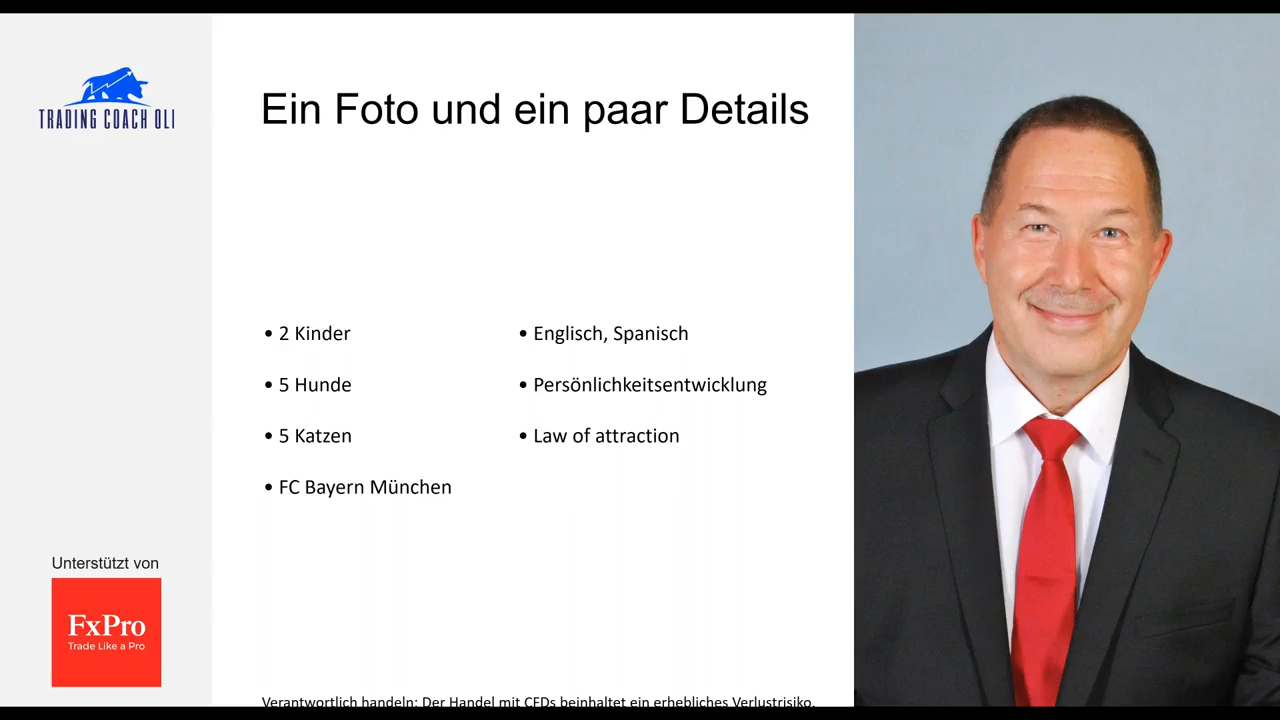 TRADING COACH OLI
Ein Foto und ein paar Details
• 2 Kinder
• 5 Hunde
• 5 Katzen
• FC Bayern München
• Englisch, Spanisch
• Persönlichkeitsentwicklung
• Law of attraction
Unterstützt von
FxPro
Trade Like a Pro
Verantwortlich handeln: Der Handel mit CFDs beinhaltet ein erhebliches Verlustrisiko.